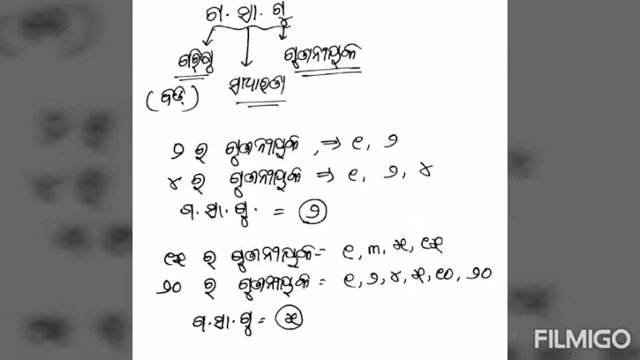 ଗ. ସା. ଗୁ
ଗରିଷ୍ଠ ଗୁଣନୀୟକ
(ବଡ଼) ସାଧାରଣ
୨ ର ଗୁଣନୀୟକ ⇒ ୧, ୨
୪ ର ଗୁଣନୀୟକ ⇒ ୧, ୨, ୪
ଗ.ସା.ଗୁ. = ୨
୧୫ ର ଗୁଣନୀୟକ = ୧, ୩, ୫, ୧୫
୨୦ ର ଗୁଣନୀୟକ = ୧, ୨, ୪, ୫, ୧୦, ୨୦
ଗ.ସା.ଗୁ = ୫
FILMIGO